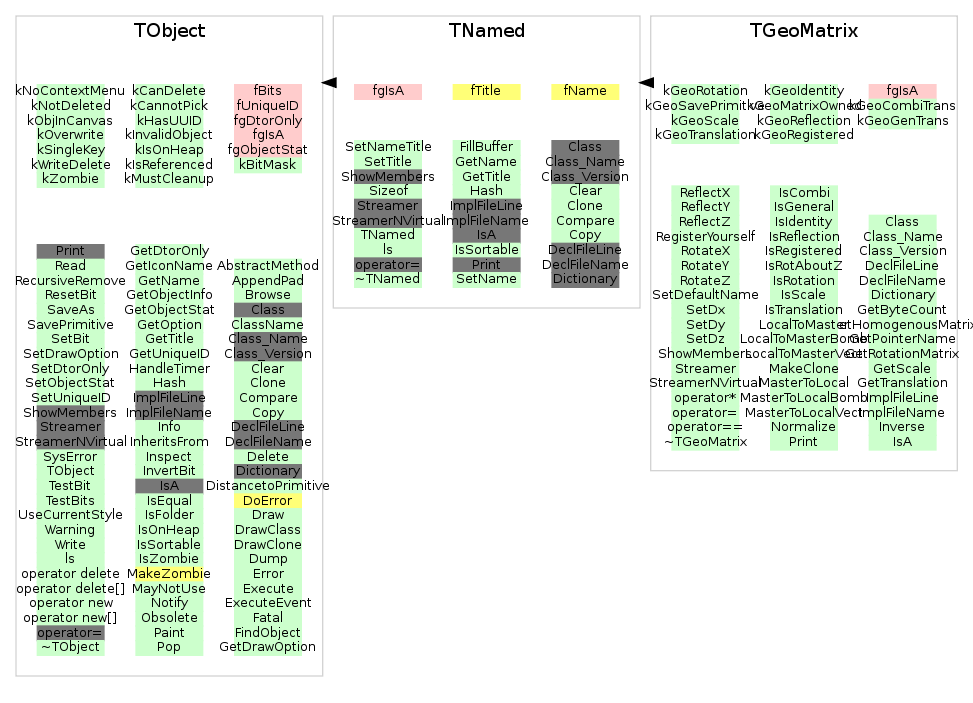 TObject
kNoContextMenu kCanDelete fBits
kNotDeleted kCannotPick fUniqueID
kObjInCanvas kHasUUID fgDtorOnly
kOverwrite kInvalidObject fgIsA
kSingleKey kIsOnHeap fgObjectStat
kWriteDelete kIsReferenced kBitMask
kZombie kMustCleanup
Print GetDtorOnly
Read GetIconName AbstractMethod
RecursiveRemove GetName AppendPad
ResetBit GetObjectInfo Browse
SaveAs GetObjectStat Class
SavePrimitive GetOption ClassName
SetBit GetTitle Class_Name
SetDrawOption GetUniqueID Class_Version
SetDtorOnly HandleTimer Clear
SetObjectStat Hash Clone
SetUniqueID ImplFileLine Compare
ShowMembers ImplFileName Copy
Streamer Info DeclFileLine
StreamerNVirtual InheritsFrom DeclFileName
SysError Inspect Delete
TObject InvertBit Dictionary
TestBit IsA DistancetoPrimitive
TestBits IsEqual DoError
UseCurrentStyle IsFolder Draw
Warning IsOnHeap DrawClass
Write IsSortable DrawClone
ls IsZombie Dump
operator delete MakeZombie Error
operator delete[] MayNotUse Execute
operator new Notify ExecuteEvent
operator new[] Obsolete Fatal
operator= Paint FindObject
~TObject Pop GetDrawOption
TNamed
fgIsA fTitle fName
SetNameTitle FillBuffer Class
SetTitle GetName Class_Name
ShowMembers GetTitle Class_Version
Sizeof Hash Clear
Streamer ImplFileLine Clone
StreamerNVirtual ImplFileName Compare
TNamed IsA Copy
ls IsSortable DeclFileLine
operator= Print DeclFileName
~TNamed SetName Dictionary
TGeoMatrix
kGeoRotation kGeoIdentity fgIsA
kGeoSavePrimitive kGeoMatrixOwned kGeoCombiTrans
kGeoScale kGeoReflection kGeoGenTrans
kGeoTranslation kGeoRegistered
ReflectX IsCombi
ReflectY IsGeneral
ReflectZ IsIdentity Class
RegisterYourself IsReflection Class_Name
RotateX IsRegistered Class_Version
RotateY IsRotAboutZ DeclFileLine
RotateZ IsRotation DeclFileName
SetDefaultName IsScale Dictionary
SetDx IsTranslation GetByteCount
SetDy LocalToMaster etHomogenousMatrix
SetDz LocalToMasterBomb GetPointerName
ShowMembers LocalToMasterVect GetRotationMatrix
Streamer MakeClone GetScale
StreamerNVirtual MasterToLocal GetTranslation
operator* MasterToLocalBomb ImplFileLine
operator= MasterToLocalVect ImplFileName
operator== Normalize Inverse
~TGeoMatrix Print IsA